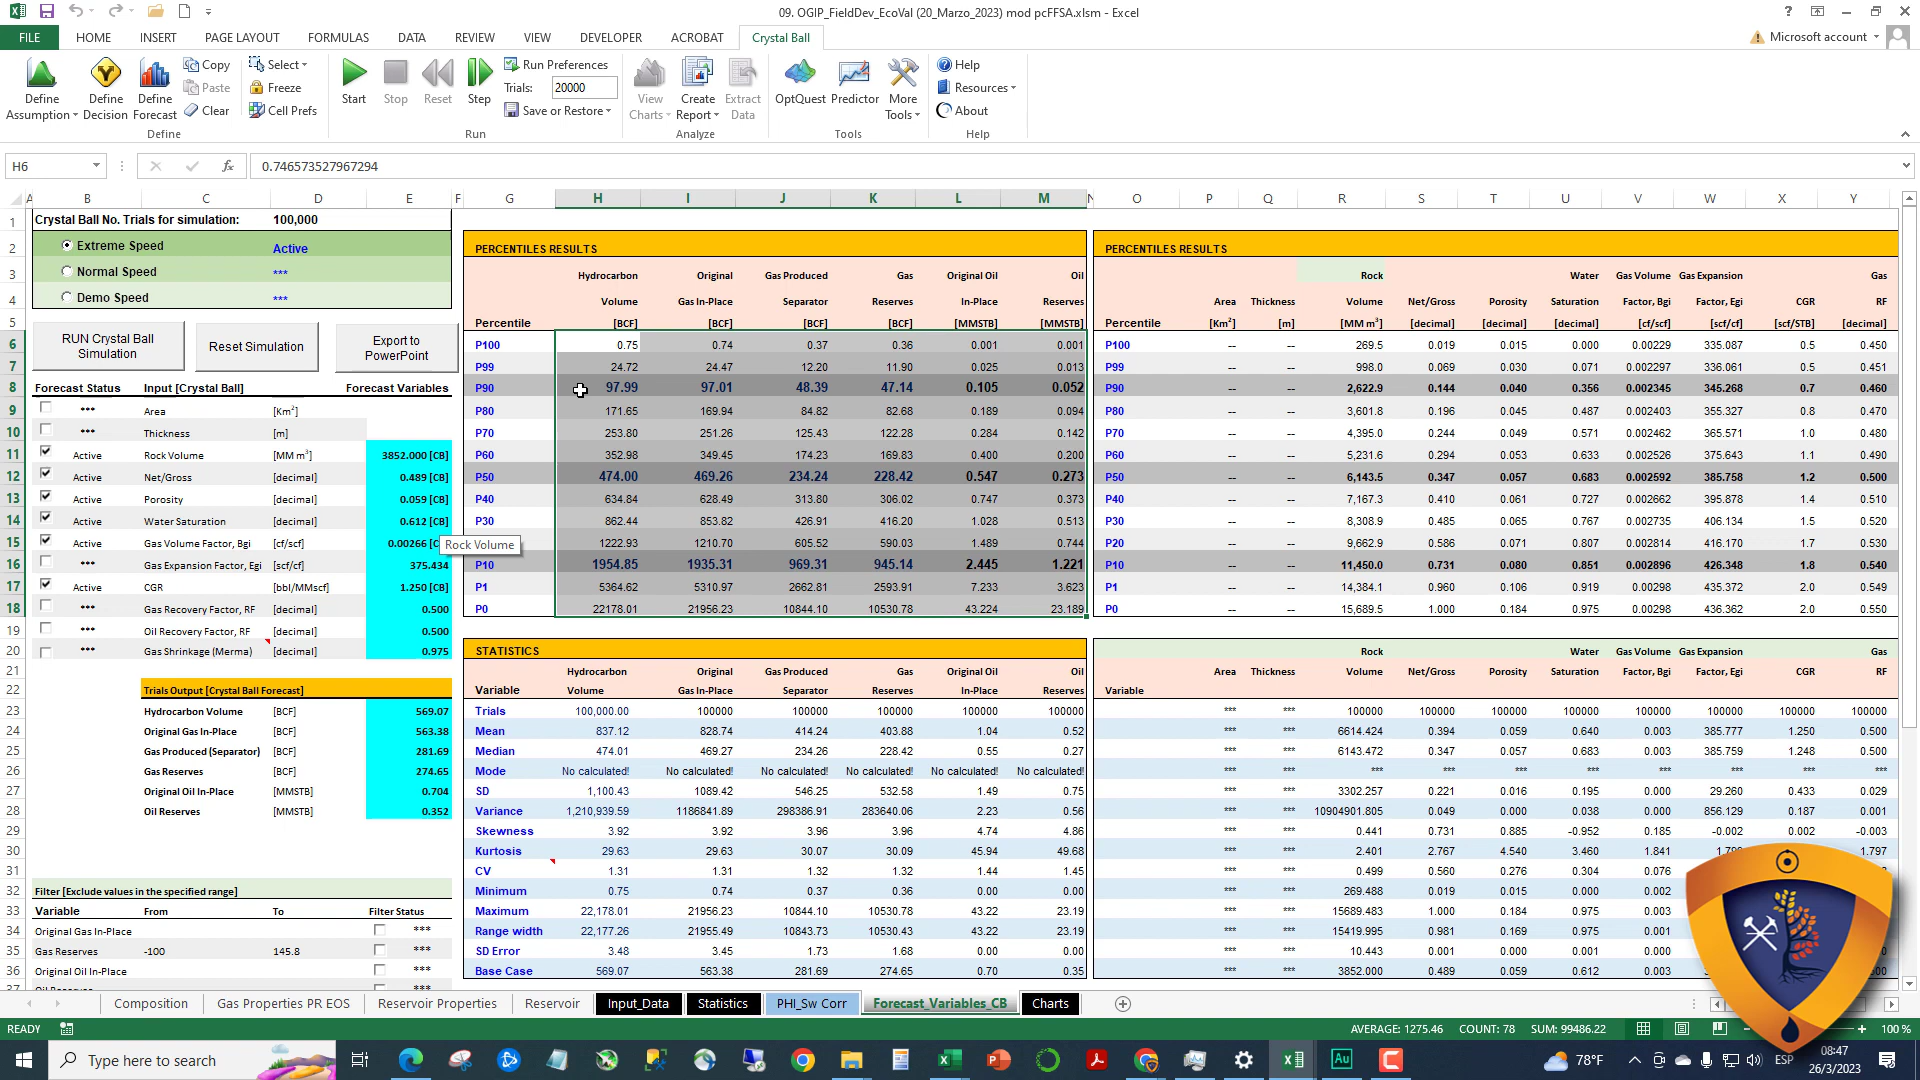 09. OGIP_FieldDev_EcoVal (20_Marzo_2023) mod pcFFSA.xlsm - Excel
FILE HOME INSERT PAGE LAYOUT FORMULAS DATA REVIEW VIEW DEVELOPER ACROBAT Crystal Ball Microsoft account
Define Assumption Define Decision Define Forecast Copy Paste Clear Select Freeze Cell Prefs
Define
Start Stop Reset Step Run Preferences Trials: 20000 Save or Restore
Run
View Charts Create Report Extract Data
Analyze
OptQuest Predictor More Tools
Tools
Help Resources About
Help
H6 fx 0.746573527967294
A B C D E F G H I J K L M N O P Q R S T U V W X Y
Crystal Ball No. Trials for simulation: 100,000
Extreme Speed Active
Normal Speed ***
Demo Speed ***
RUN Crystal Ball Simulation Reset Simulation Export to PowerPoint
Forecast Status Input [Crystal Ball] Forecast Variables
*** Area [Km²]
*** Thickness [m]
Active Rock Volume [MM m³] 3852.000 [CB]
Active Net/Gross [decimal] 0.489 [CB]
Active Porosity [decimal] 0.059 [CB]
Active Water Saturation [decimal] 0.612 [CB]
Active Gas Volume Factor, Bgi [cf/scf] 0.00266 [C
Rock Volume
*** Gas Expansion Factor, Egi [scf/cf] 375.434
Active CGR [bbl/MMscf] 1.250 [CB]
*** Gas Recovery Factor, RF [decimal] 0.500
*** Oil Recovery Factor, RF [decimal] 0.500
*** Gas Shrinkage (Merma) [decimal] 0.975
Trials Output [Crystal Ball Forecast]
Hydrocarbon Volume [BCF] 569.07
Original Gas In-Place [BCF] 563.38
Gas Produced (Separator) [BCF] 281.69
Gas Reserves [BCF] 274.65
Original Oil In-Place [MMSTB] 0.704
Oil Reserves [MMSTB] 0.352
Filter [Exclude values in the specified range]
Variable From To Filter Status
Original Gas In-Place ***
Gas Reserves -100 145.8 ***
Original Oil In-Place ***
PERCENTILES RESULTS
Hydrocarbon Original Gas Produced Gas Original Oil Oil
Volume Gas In-Place Separator Reserves In-Place Reserves
Percentile [BCF] [BCF] [BCF] [BCF] [MMSTB] [MMSTB]
P100 0.75 0.74 0.37 0.36 0.001 0.001
P99 24.72 24.47 12.20 11.90 0.025 0.013
P90 97.99 97.01 48.39 47.14 0.105 0.052
P80 171.65 169.94 84.82 82.68 0.189 0.094
P70 253.80 251.26 125.43 122.28 0.284 0.142
P60 352.98 349.45 174.23 169.83 0.400 0.200
P50 474.00 469.26 234.24 228.42 0.547 0.273
P40 634.84 628.49 313.80 306.02 0.747 0.373
P30 862.44 853.82 426.91 416.20 1.028 0.513
1222.93 1210.70 605.52 590.03 1.489 0.744
P10 1954.85 1935.31 969.31 945.14 2.445 1.221
P1 5364.62 5310.97 2662.81 2593.91 7.233 3.623
P0 22178.01 21956.23 10844.10 10530.78 43.224 23.189
STATISTICS
Hydrocarbon Original Gas Produced Gas Original Oil Oil
Variable Volume Gas In-Place Separator Reserves In-Place Reserves
Trials 100,000.00 100000 100000 100000 100000 100000
Mean 837.12 828.74 414.24 403.88 1.04 0.52
Median 474.01 469.27 234.26 228.42 0.55 0.27
Mode No calculated! No calculated! No calculated! No calculated! No calculated! No calculated!
SD 1,100.43 1089.42 546.25 532.58 1.49 0.75
Variance 1,210,939.59 1186841.89 298386.91 283640.06 2.23 0.56
Skewness 3.92 3.92 3.96 3.96 4.74 4.86
Kurtosis 29.63 29.63 30.07 30.09 45.94 49.68
CV 1.31 1.31 1.32 1.32 1.44 1.45
Minimum 0.75 0.74 0.37 0.36 0.00 0.00
Maximum 22,178.01 21956.23 10844.10 10530.78 43.22 23.19
Range width 22,177.26 21955.49 10843.73 10530.43 43.22 23.19
SD Error 3.48 3.45 1.73 1.68 0.00 0.00
Base Case 569.07 563.38 281.69 274.65 0.70 0.35
PERCENTILES RESULTS
Rock Water Gas Volume Gas Expansion Gas
Area Thickness Volume Net/Gross Porosity Saturation Factor, Bgi Factor, Egi CGR RF
Percentile [Km²] [m] [MM m³] [decimal] [decimal] [decimal] [cf/scf] [scf/cf] [scf/STB] [decimal]
P100 -- -- 269.5 0.019 0.015 0.000 0.00229 335.087 0.5 0.450
P99 -- -- 998.0 0.069 0.030 0.071 0.002297 336.061 0.5 0.451
P90 -- -- 2,622.9 0.144 0.040 0.356 0.002345 345.268 0.7 0.460
P80 -- -- 3,601.8 0.196 0.045 0.487 0.002403 355.327 0.8 0.470
P70 -- -- 4,395.0 0.244 0.049 0.571 0.002462 365.571 1.0 0.480
P60 -- -- 5,231.6 0.294 0.053 0.633 0.002526 375.643 1.1 0.490
P50 -- -- 6,143.5 0.347 0.057 0.683 0.002592 385.758 1.2 0.500
P40 -- -- 7,167.3 0.410 0.061 0.727 0.002662 395.878 1.4 0.510
P30 -- -- 8,308.9 0.485 0.065 0.767 0.002735 406.134 1.5 0.520
P20 -- -- 9,662.9 0.586 0.071 0.807 0.002814 416.170 1.7 0.530
P10 -- -- 11,450.0 0.731 0.080 0.851 0.002896 426.348 1.8 0.540
P1 -- -- 14,384.1 0.960 0.106 0.919 0.00298 435.372 2.0 0.549
P0 -- -- 15,689.5 1.000 0.184 0.975 0.00298 436.362 2.0 0.550
Rock Water Gas Volume Gas Expansion Gas
Variable Area Thickness Volume Net/Gross Porosity Saturation Factor, Bgi Factor, Egi CGR RF
*** *** 100000 100000 100000 100000 100000 100000 100000 100000
*** *** 6614.424 0.394 0.059 0.640 0.003 385.777 1.250 0.500
*** *** 6143.472 0.347 0.057 0.683 0.003 385.759 1.248 0.500
*** *** *** *** *** *** *** *** *** ***
*** *** 3302.257 0.221 0.016 0.195 0.000 29.260 0.433 0.029
*** *** 10904901.805 0.049 0.000 0.038 0.000 856.129 0.187 0.001
*** *** 0.441 0.731 0.885 -0.952 0.185 -0.002 0.002 -0.003
*** *** 2.401 2.767 4.540 3.460 1.841 1.797
*** *** 0.499 0.560 0.276 0.304 0.076
*** *** 269.488 0.019 0.015 0.000 0.002
*** *** 15689.483 1.000 0.184 0.975 0.003
*** *** 15419.995 0.981 0.169 0.975 0.001
*** *** 10.443 0.001 0.000 0.001 0.000
*** *** 3852.000 0.489 0.059 0.612 0.003
Composition Gas Properties PR EOS Reservoir Properties Reservoir Input_Data Statistics PHI_Sw Corr Forecast_Variables_CB Charts
READY AVERAGE: 1275.46 COUNT: 78 SUM: 99486.22 100 %
Type here to search 78°F ESP 08:47
26/3/2023